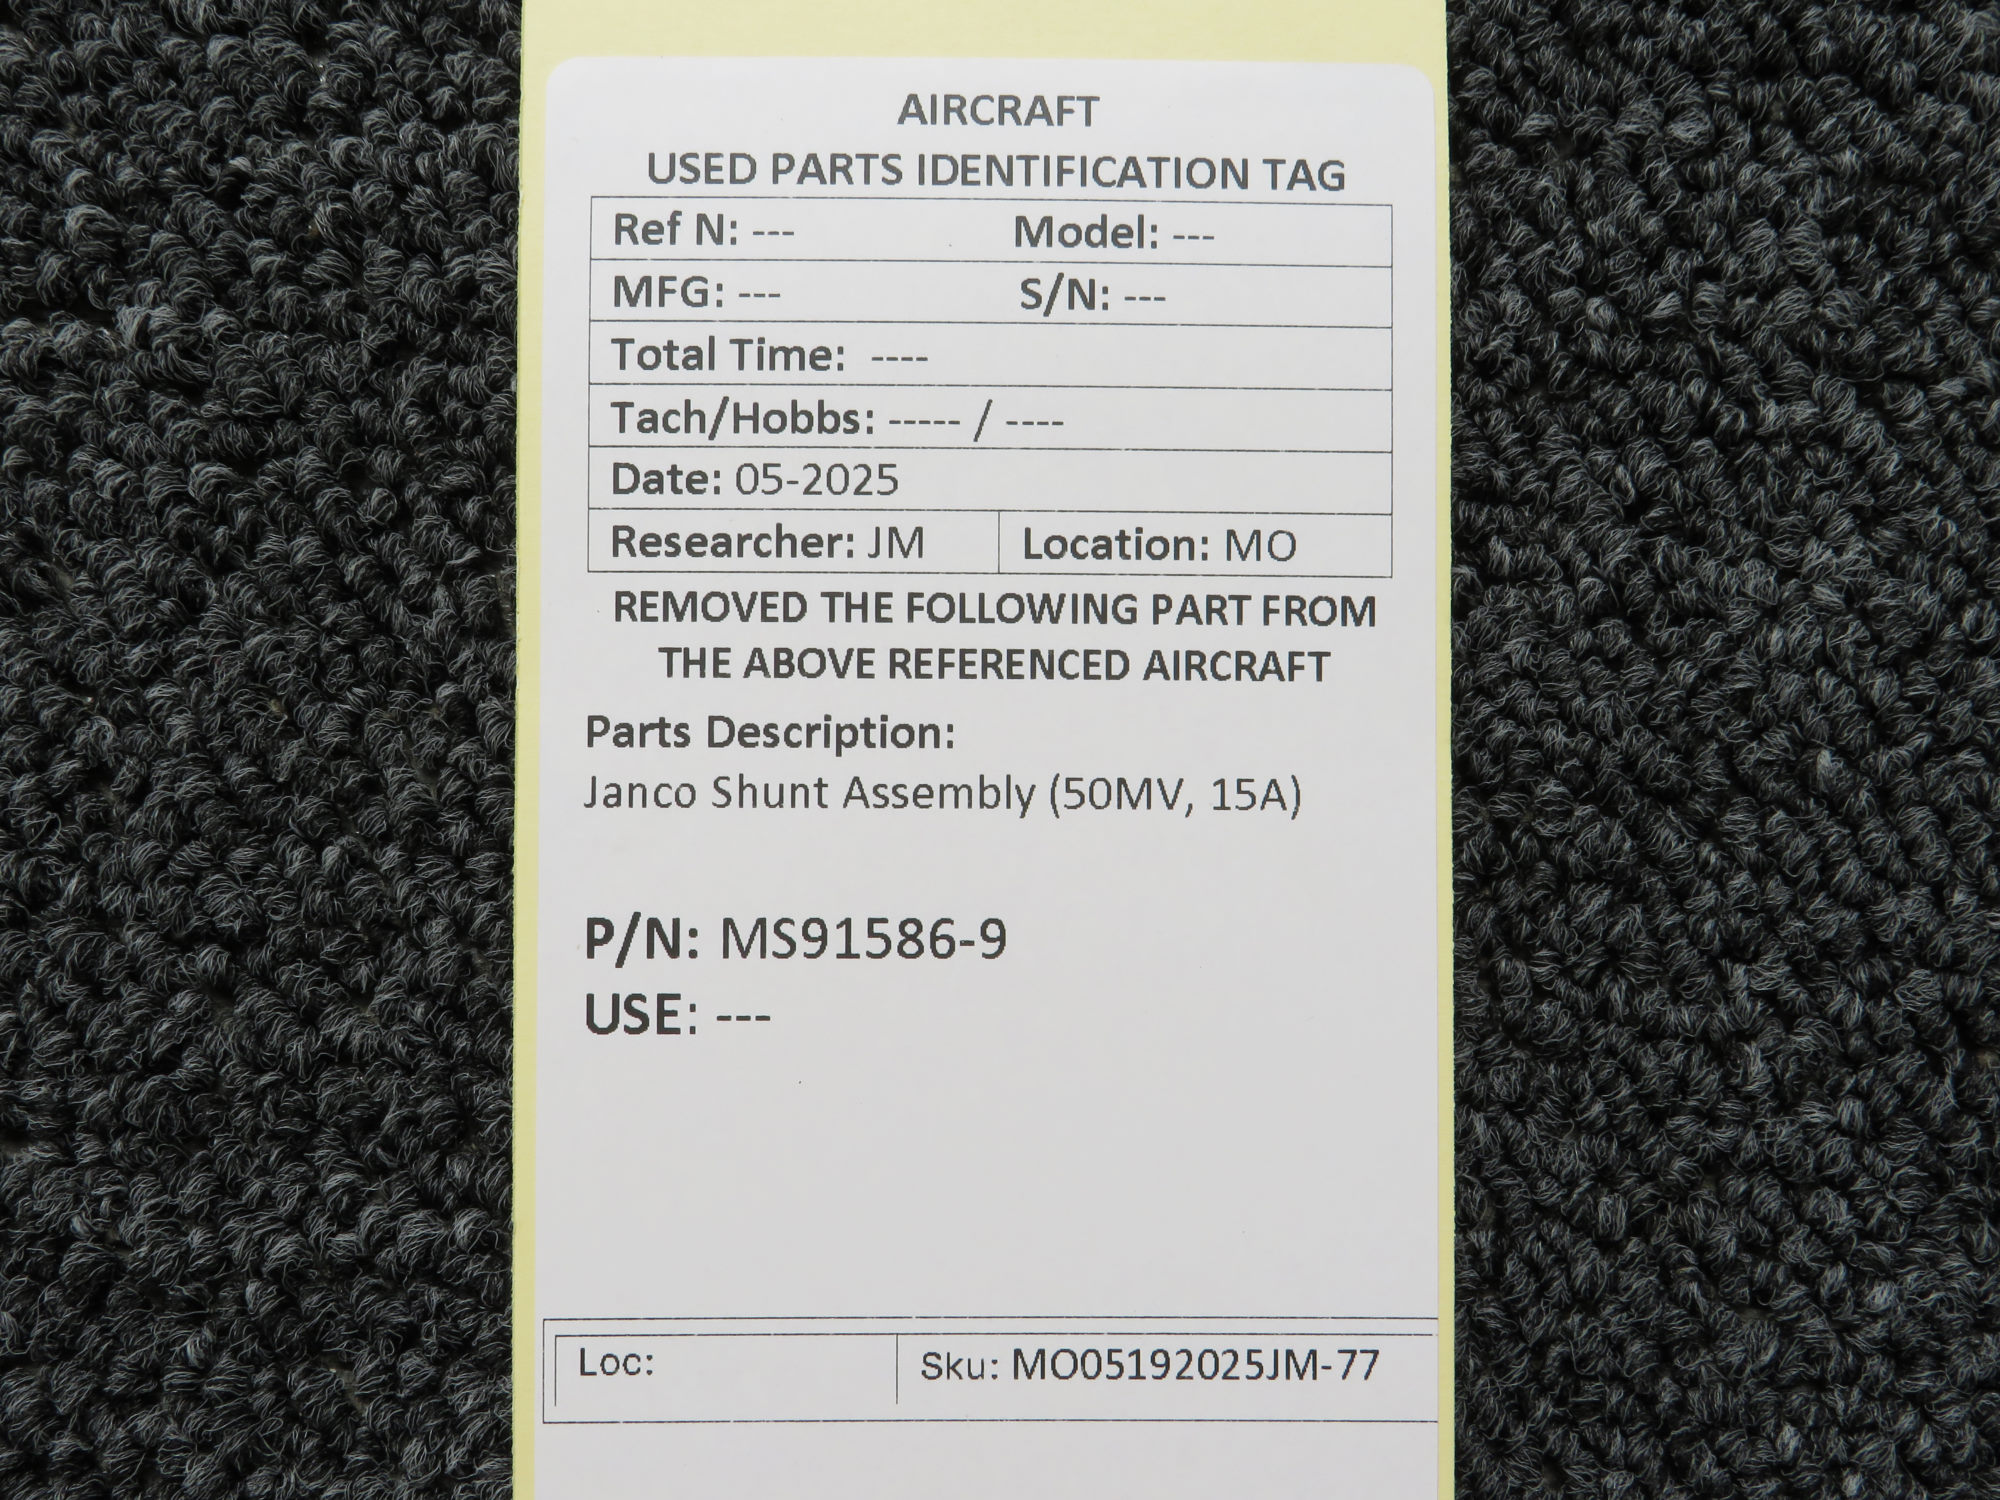 AIRCRAFT
USED PARTS IDENTIFICATION TAG
Ref N: --- Model: ---
MFG: --- S/N: ---
Total Time: ----
Tach/Hobbs: ----- / ----
Date: 05-2025
Researcher: JM Location: MO
REMOVED THE FOLLOWING PART FROM
THE ABOVE REFERENCED AIRCRAFT
Parts Description:
Janco Shunt Assembly (50MV, 15A)
P/N: MS91586-9
USE: ---
Loc: Sku: MO05192025JM-77